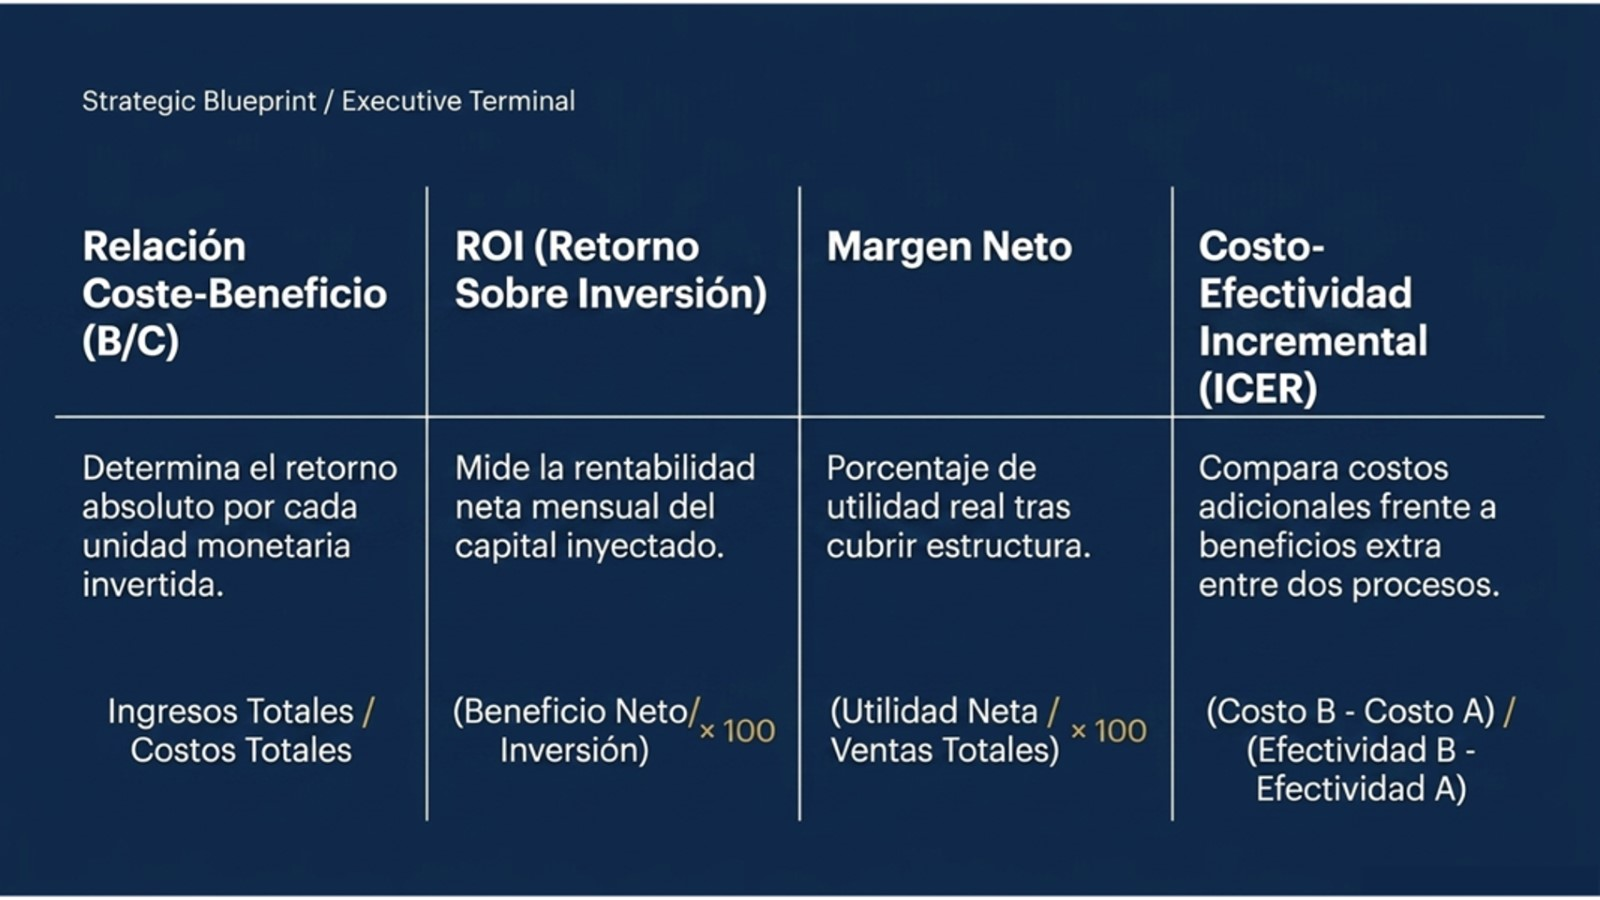 Strategic Blueprint / Executive Terminal
Relación
Coste-Beneficio
(B/C)
ROI (Retorno
Sobre Inversión)
Margen Neto
Costo-
Efectividad
Incremental
(ICER)
Determina el retorno
absoluto por cada
unidad monetaria
invertida.
Mide la rentabilidad
neta mensual del
capital inyectado.
Porcentaje de
utilidad real tras
cubrir estructura.
Compara costos
adicionales frente a
beneficios extra
entre dos procesos.
Ingresos Totales /
Costos Totales
(Beneficio Neto/
Inversión)
× 100
(Utilidad Neta /
Ventas Totales)
× 100
(Costo B - Costo A) /
(Efectividad B -
Efectividad A)